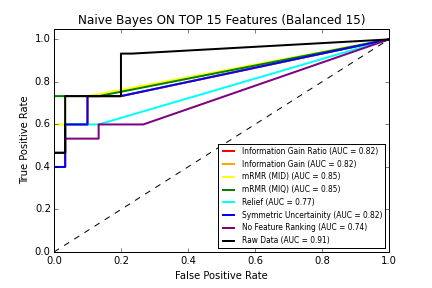 Naive Bayes ON TOP 15 Features (Balanced 15)
True Positive Rate
1.0
0.8
0.6
0.4
0.2
0.0
Information Gain Ratio (AUC = 0.82)
Information Gain (AUC = 0.82)
mRMR (MID) (AUC = 0.85)
mRMR (MIQ) (AUC = 0.85)
Relief (AUC = 0.77)
Symmetric Uncertainity (AUC = 0.82)
No Feature Ranking (AUC = 0.74)
Raw Data (AUC = 0.91)
0.0 0.2 0.4 0.6 0.8 1.0
False Positive Rate